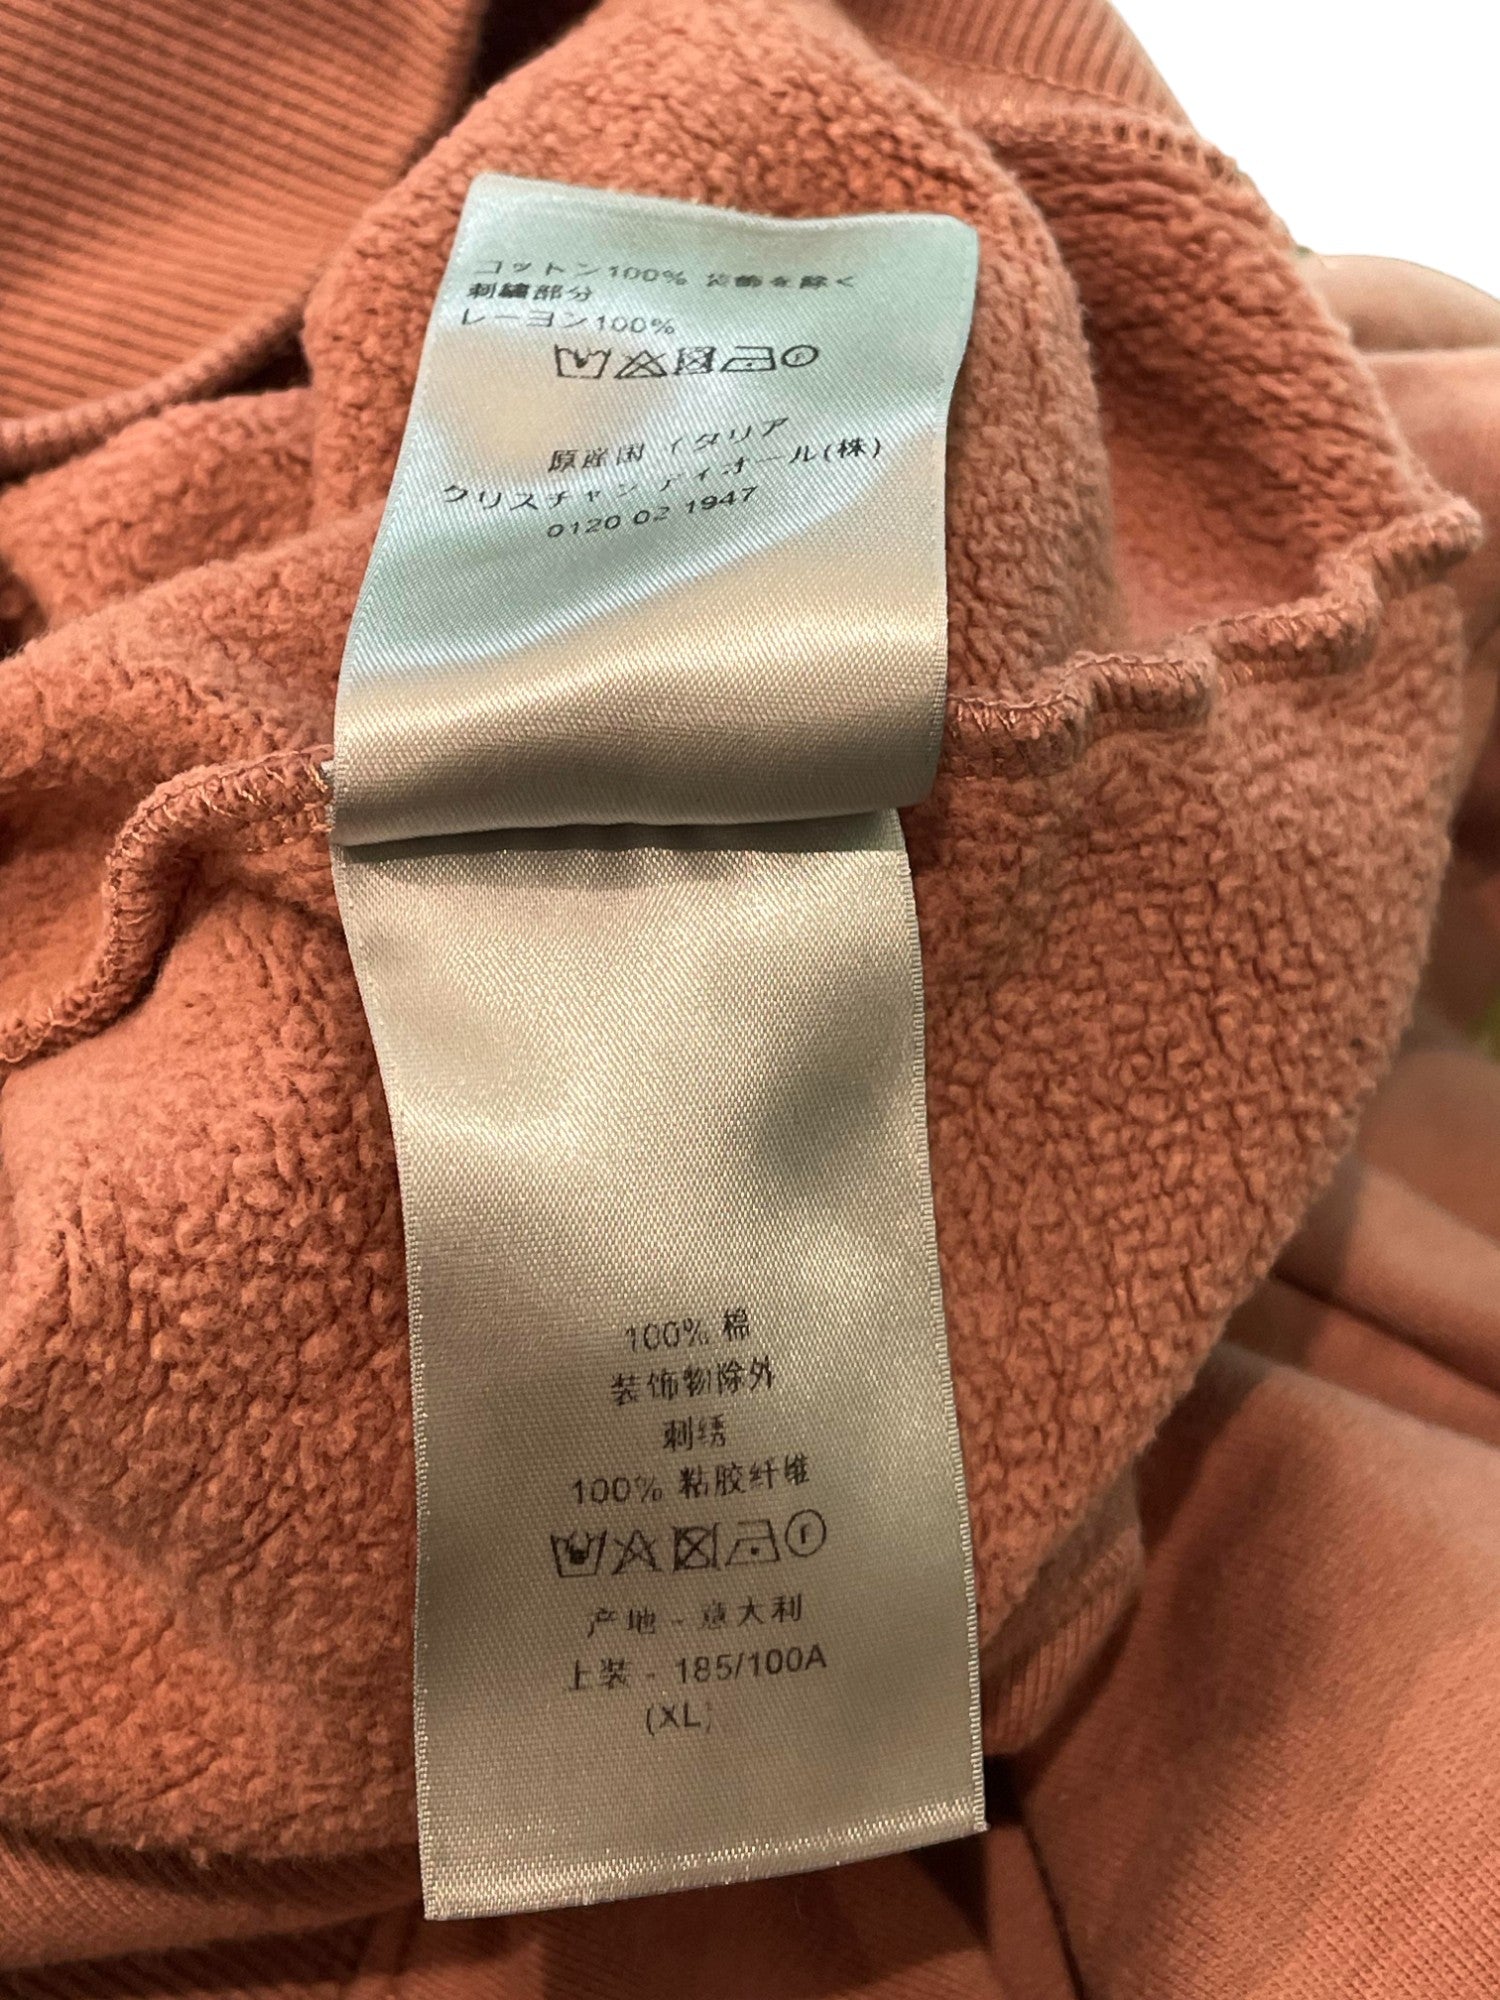 コットン100% 装飾を除く
刺繍部分
レーヨン100%
F
原産国 イタリア
クリスチャン ディオール(株)
0120 02 1947
100% 棉
装饰物除外
刺绣
100% 粘胶纤维
F
产地 - 意大利
上装 - 185/100A
(XL)